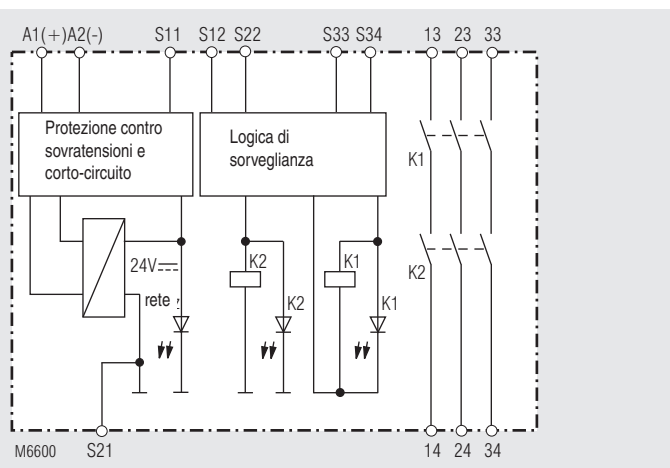 A1(+) A2(-) S11 S12 S22 S33 S34 13 23 33
Protezione contro
sovratensioni e
corto-circuito
Logica di
sorveglianza
K1
24V
K2 K1
K2
rete
K2 K1
M6600 S21 14 24 34